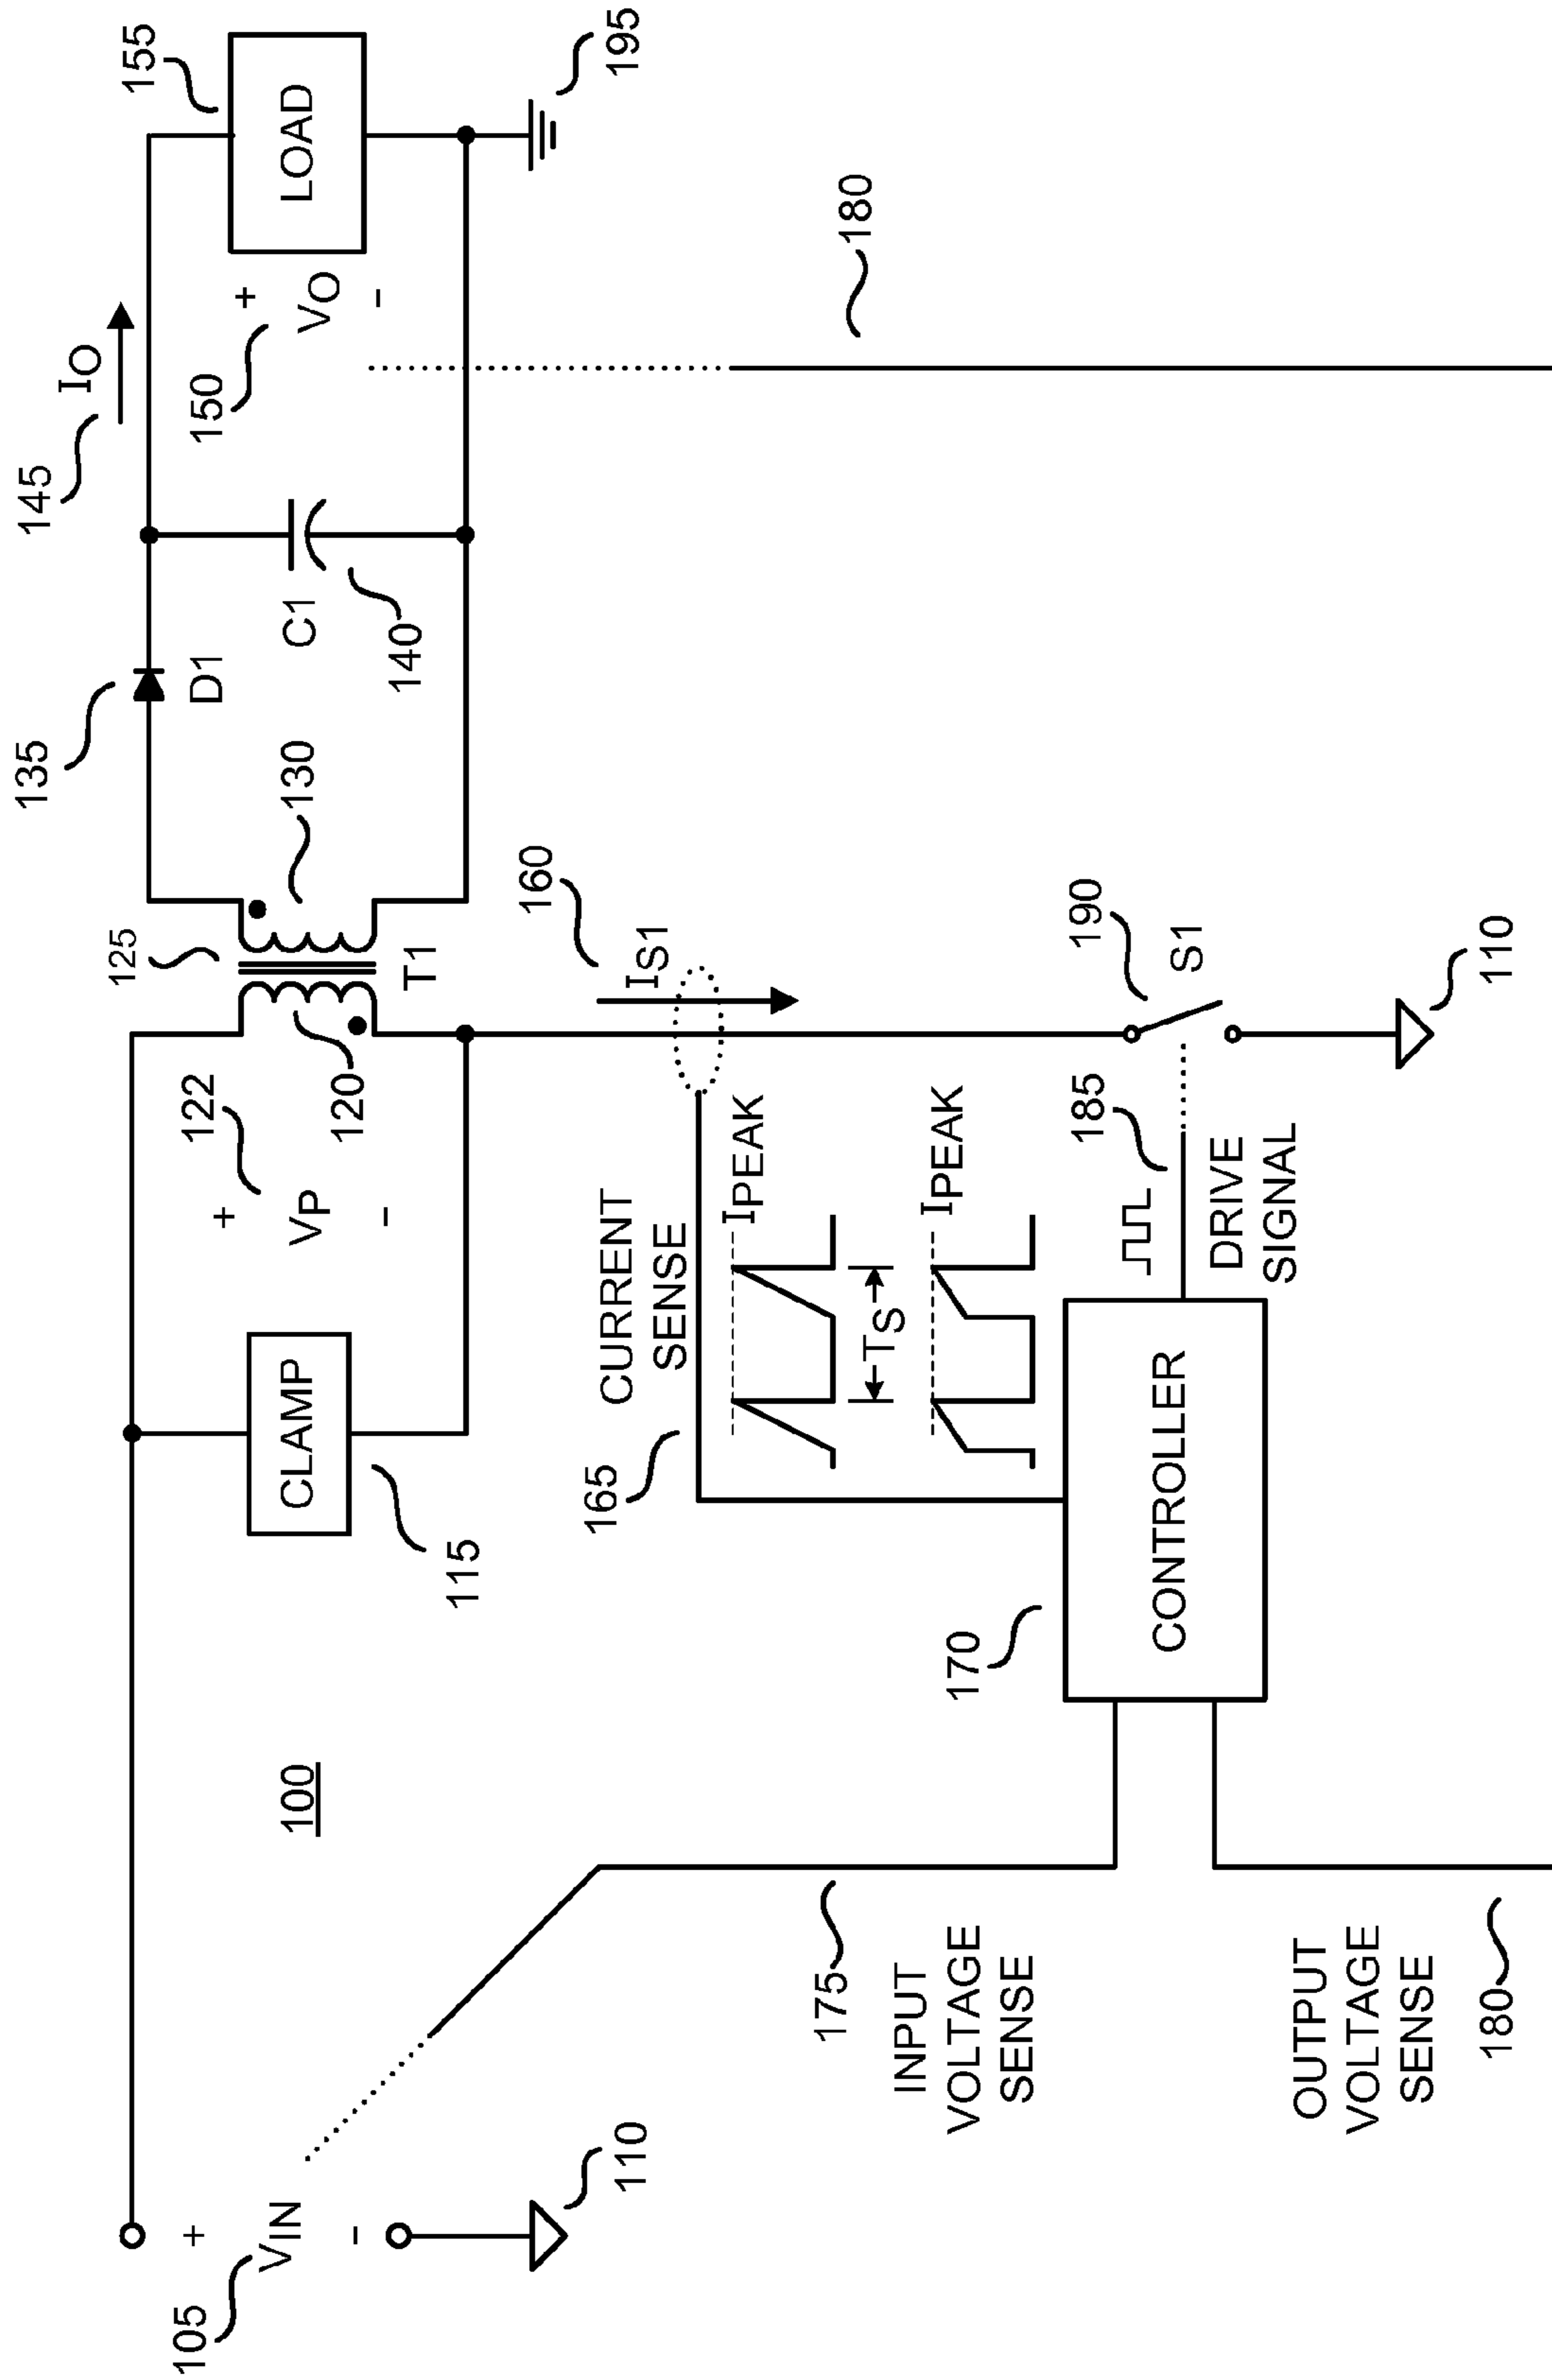 145
IO
155
135
D1
150
+
VO
-
LOAD
125
130
C1
140
195
122
+
VP
-
120
T1
CLAMP
115
100
105
+
VIN
-
110
160
IS1
180
CURRENT
SENSE
165
IPEAK
TS
IPEAK
190
S1
185
DRIVE
SIGNAL
110
170
CONTROLLER
175
INPUT
VOLTAGE
SENSE
OUTPUT
VOLTAGE
SENSE
180